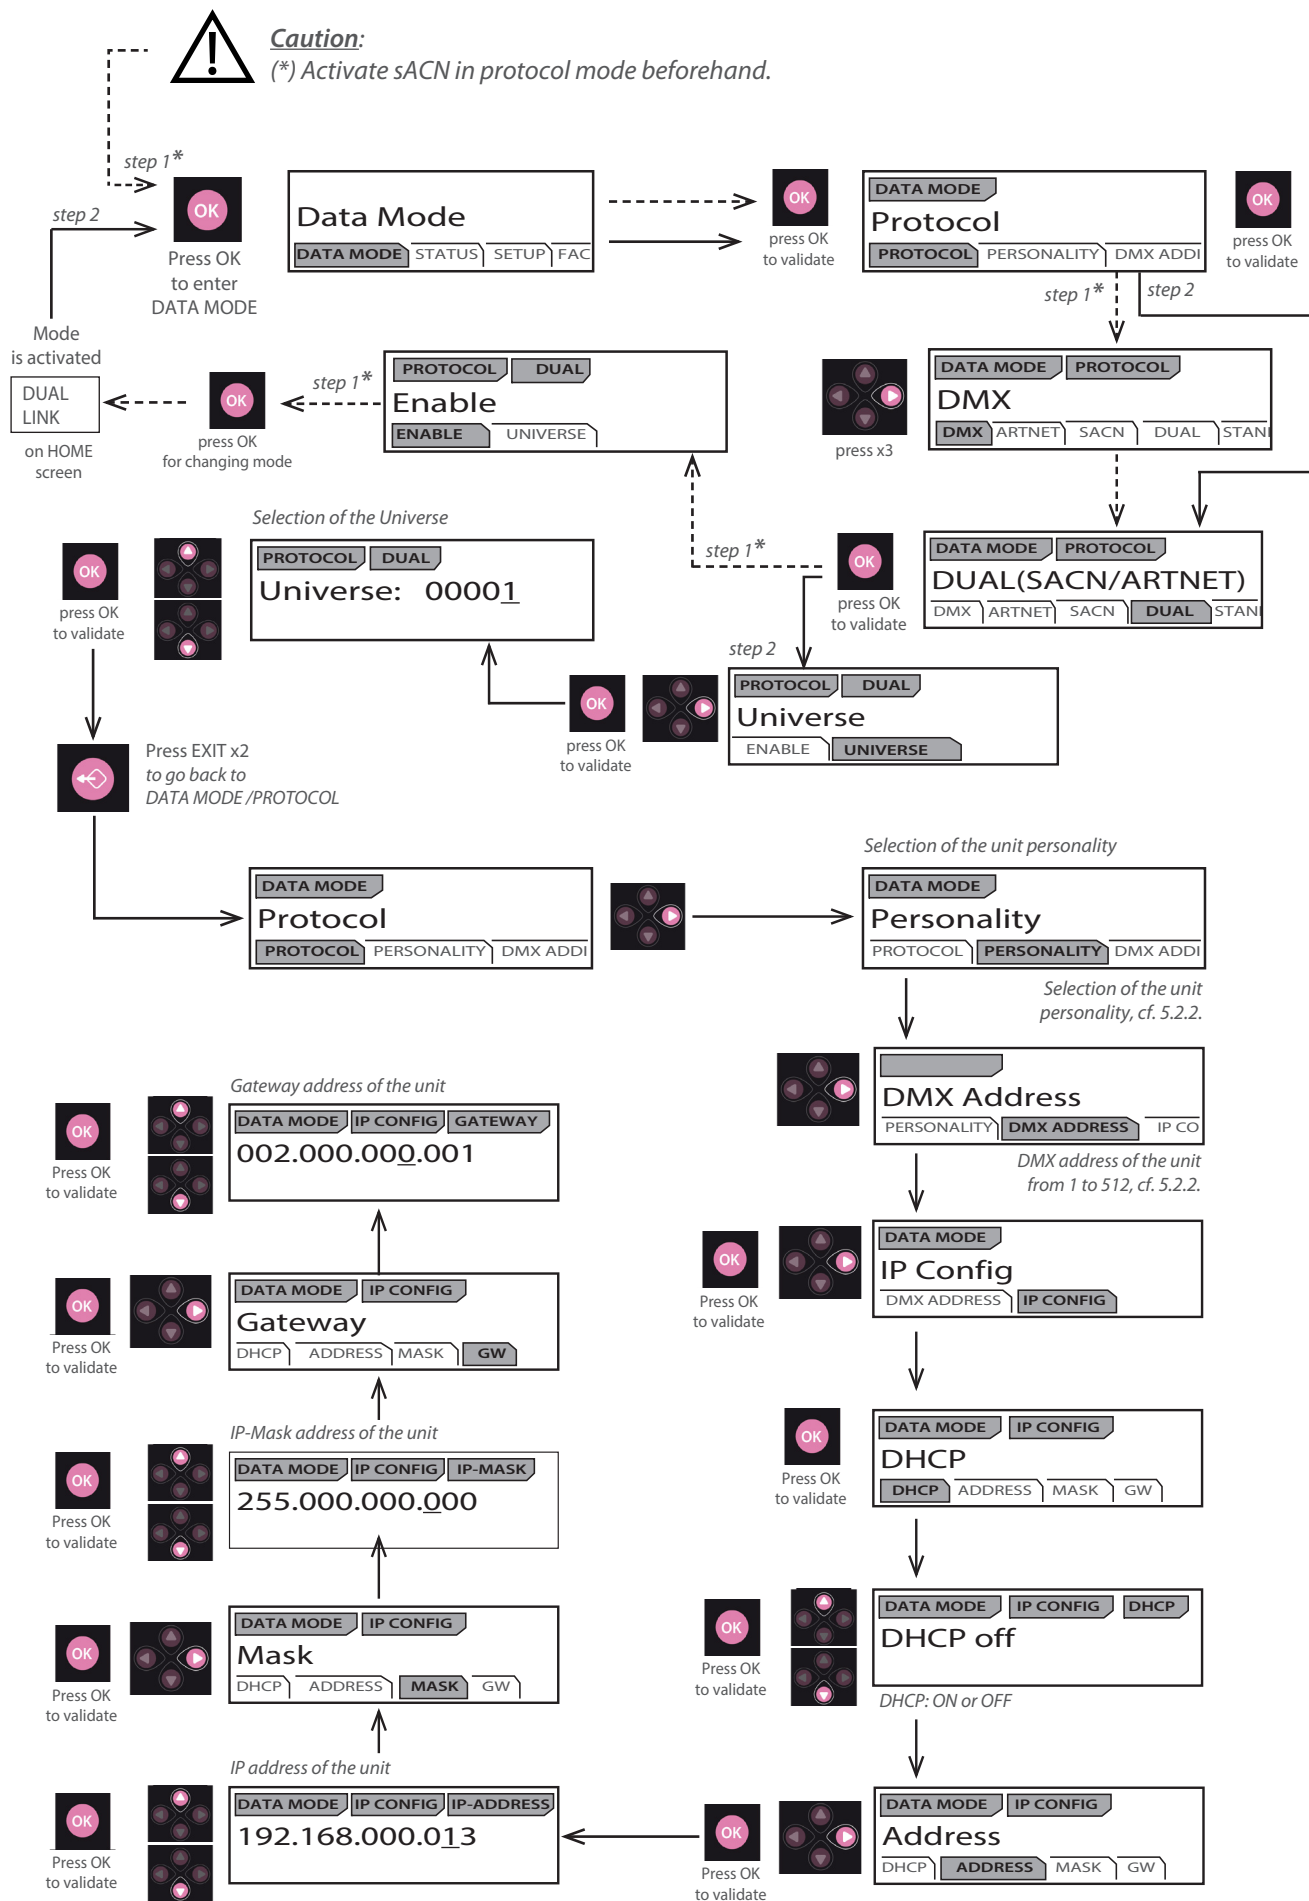 Caution:
(*) Activate sACN in protocol mode beforehand.
step 1*
step 2
OK
Press OK
to enter
DATA MODE
Data Mode
DATA MODE STATUS SETUP FAC
OK
press OK
to validate
DATA MODE
Protocol
PROTOCOL PERSONALITY DMX ADDI
OK
press OK
to validate
step 1*
step 2
Mode
is activated
DUAL
LINK
on HOME
screen
OK
press OK
for changing mode
step 1*
PROTOCOL DUAL
Enable
ENABLE UNIVERSE
press x3
DATA MODE PROTOCOL
DMX
DMX ARTNET SACN DUAL STANI
Selection of the Universe
OK
press OK
to validate
PROTOCOL DUAL
Universe: 00001
step 1*
OK
press OK
to validate
DATA MODE PROTOCOL
DUAL(SACN/ARTNET)
DMX ARTNET SACN DUAL STANI
step 2
OK
press OK
to validate
PROTOCOL DUAL
Universe
ENABLE UNIVERSE
Press EXIT x2
to go back to
DATA MODE /PROTOCOL
DATA MODE
Protocol
PROTOCOL PERSONALITY DMX ADDI
Selection of the unit personality
DATA MODE
Personality
PROTOCOL PERSONALITY DMX ADDI
Selection of the unit
personality, cf. 5.2.2.
DMX Address
PERSONALITY DMX ADDRESS IP CO
DMX address of the unit
from 1 to 512, cf. 5.2.2.
OK
Press OK
to validate
DATA MODE
IP Config
DMX ADDRESS IP CONFIG
OK
Press OK
to validate
DATA MODE IP CONFIG
DHCP
DHCP ADDRESS MASK GW
OK
Press OK
to validate
DATA MODE IP CONFIG DHCP
DHCP off
DHCP: ON or OFF
OK
Press OK
to validate
DATA MODE IP CONFIG
Address
DHCP ADDRESS MASK GW
IP address of the unit
OK
Press OK
to validate
DATA MODE IP CONFIG IP-ADDRESS
192.168.000.013
OK
Press OK
to validate
DATA MODE IP CONFIG
Mask
DHCP ADDRESS MASK GW
IP-Mask address of the unit
OK
Press OK
to validate
DATA MODE IP CONFIG IP-MASK
255.000.000.000
OK
Press OK
to validate
DATA MODE IP CONFIG
Gateway
DHCP ADDRESS MASK GW
Gateway address of the unit
OK
Press OK
to validate
DATA MODE IP CONFIG GATEWAY
002.000.000.001